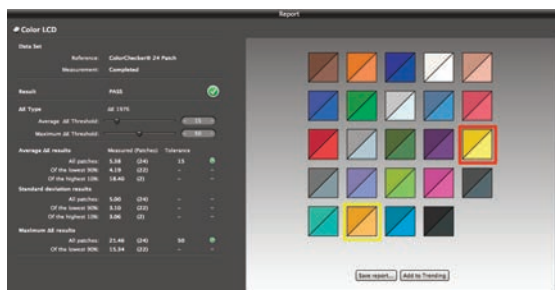 Report
Color LCD
Data Set
Reference: ColorChecker® 24 Patch
Measurement: Completed
Result PASS
ΔE Type ΔE 1976
Average ΔE Threshold: 15
Maximum ΔE Threshold: 50
Average ΔE results Measured (Patches) Tolerance
All patches: 5.38 (24) 15
Of the lowest 90%: 4.19 (22) -- --
Of the highest 10%: 18.46 (2) -- --
Standard deviation results
All patches: 5.00 (24) -- --
Of the lowest 90%: 3.10 (22) -- --
Of the highest 10%: 3.06 (2) -- --
Maximum ΔE results
All patches: 21.46 (24) 50
Of the lowest 90%: 15.34 (22) -- --
Save report... Add to Trending